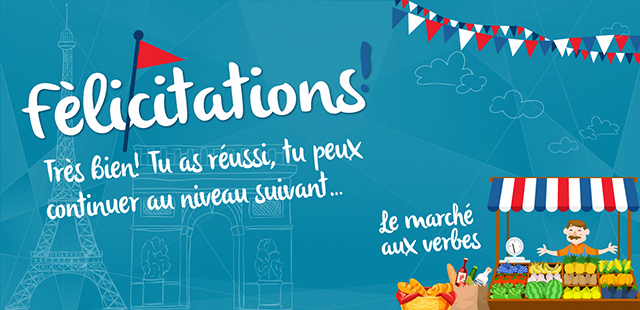 Fèlicitations!
Très Bien! Tu as réussi, tu peux
continuer au niveau suivant...
Le marché
aux verbes